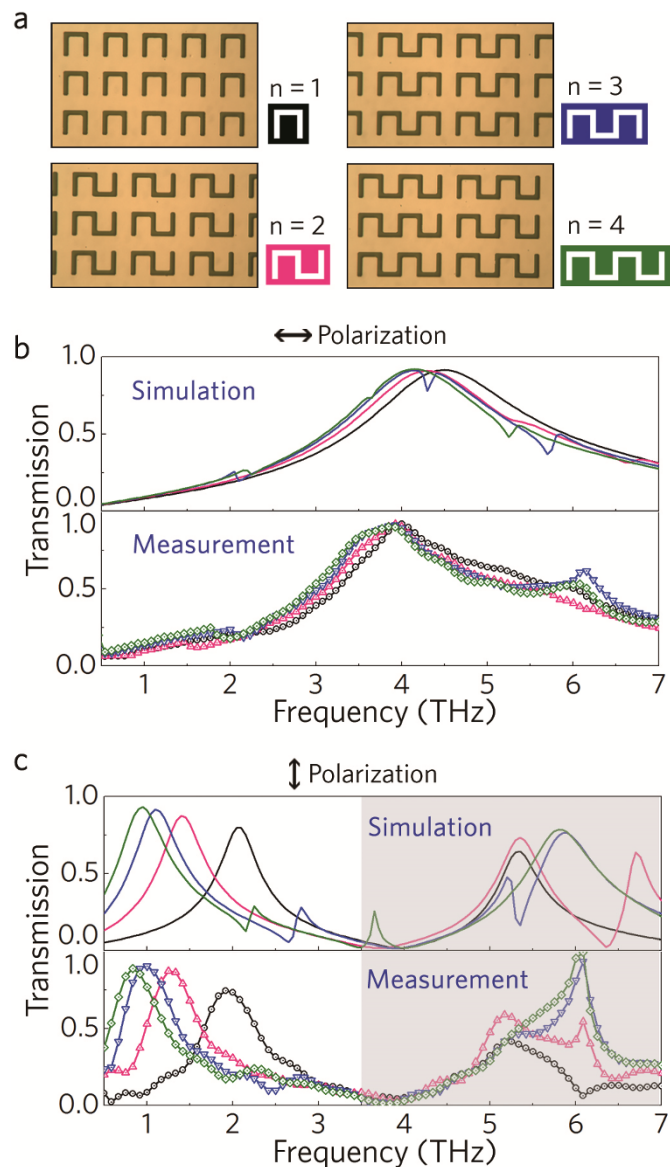 a
n = 1
n = 3
n = 2
n = 4
↔ Polarization
b
1.0
Simulation
0.5
0.0
Transmission
1.0
Measurement
0.5
0.0
1 2 3 4 5 6 7
Frequency (THz)
c
↕ Polarization
1.0
Simulation
0.5
0.0
Transmission
1.0
Measurement
0.5
0.0
1 2 3 4 5 6 7
Frequency (THz)